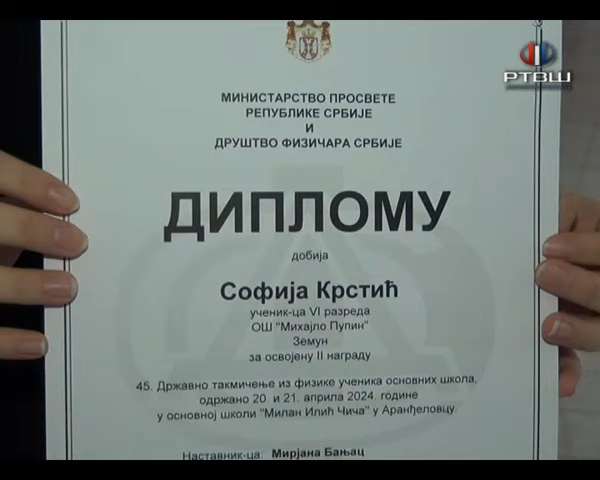 РТВШ
МИНИСТАРСТВО ПРОСВЕТЕ
РЕПУБЛИКЕ СРБИЈЕ
И
ДРУШТВО ФИЗИЧАРА СРБИЈЕ
ДИПЛОМУ
добија
Софија Крстић
ученик-ца VI разреда
ОШ "Михајло Пупин"
Земун
за освојену II награду
45. Државно такмичење из физике ученика основних школа,
одржано 20. и 21. априла 2024. године
у основној школи "Милан Илић Чича" у Аранђеловцу.
Наставник-ца: Мирјана Бањац